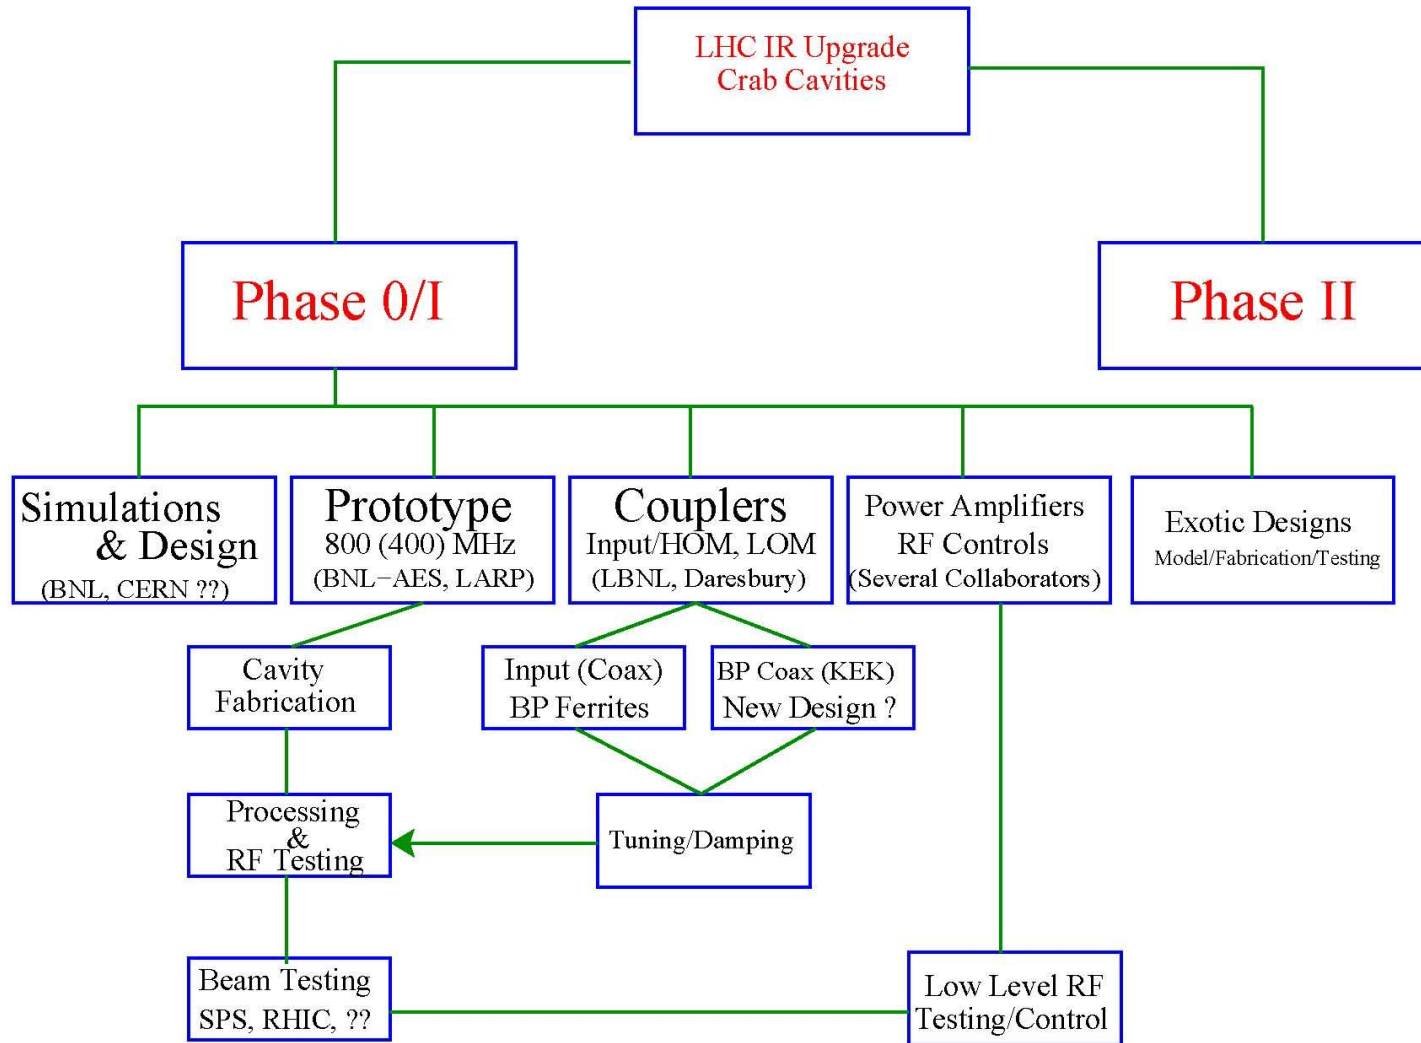 LHC IR Upgrade
Crab Cavities
Phase 0/I
Phase II
Simulations
& Design
(BNL, CERN ??)
Prototype
800 (400) MHz
(BNL−AES, LARP)
Couplers
Input/HOM, LOM
(LBNL, Daresbury)
Power Amplifiers
RF Controls
(Several Collaborators)
Exotic Designs
Model/Fabrication/Testing
Cavity
Fabrication
Input (Coax)
BP Ferrites
BP Coax (KEK)
New Design ?
Processing
&
RF Testing
Tuning/Damping
Beam Testing
SPS, RHIC, ??
Low Level RF
Testing/Control